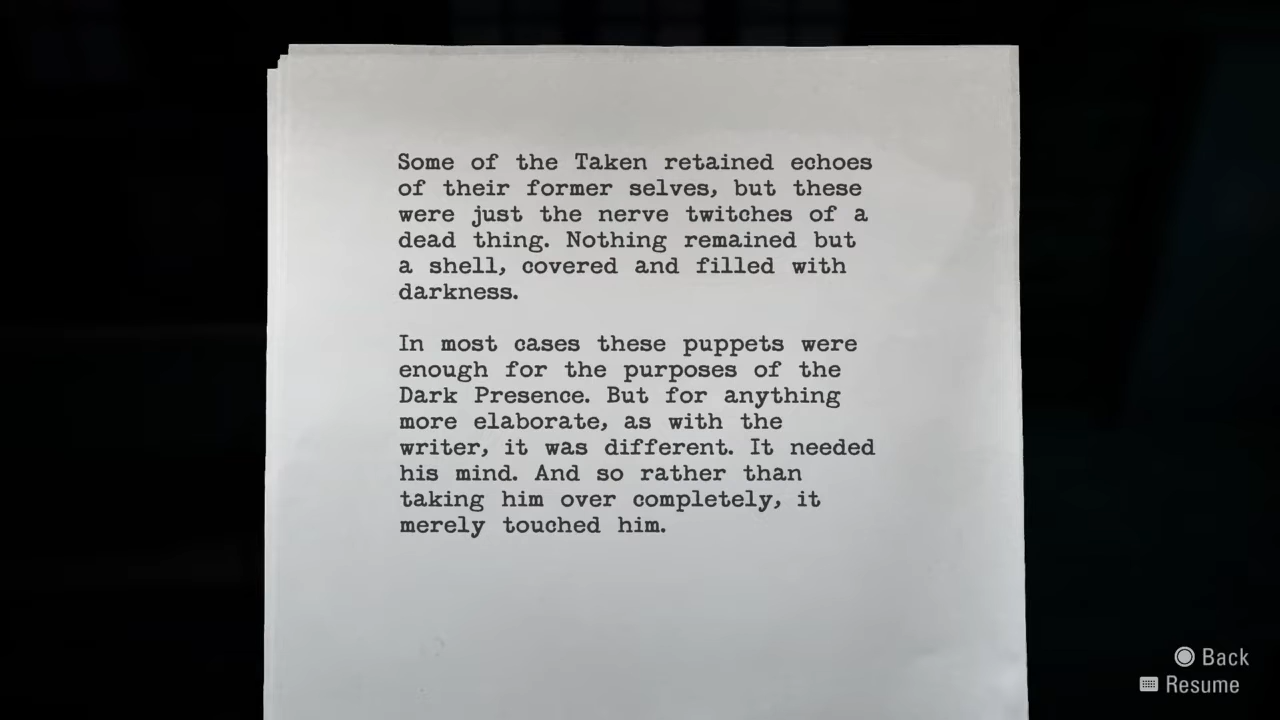 Some of the Taken retained echoes
of their former selves, but these
were just the nerve twitches of a
dead thing. Nothing remained but
a shell, covered and filled with
darkness.
In most cases these puppets were
enough for the purposes of the
Dark Presence. But for anything
more elaborate, as with the
writer, it was different. It needed
his mind. And so rather than
taking him over completely, it
merely touched him.
Back
Resume